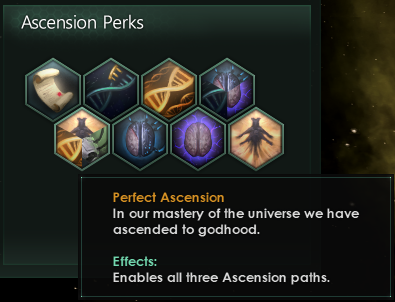 Ascension Perks
Perfect Ascension
In our mastery of the universe we have
ascended to godhood.
Effects:
Enables all three Ascension paths.